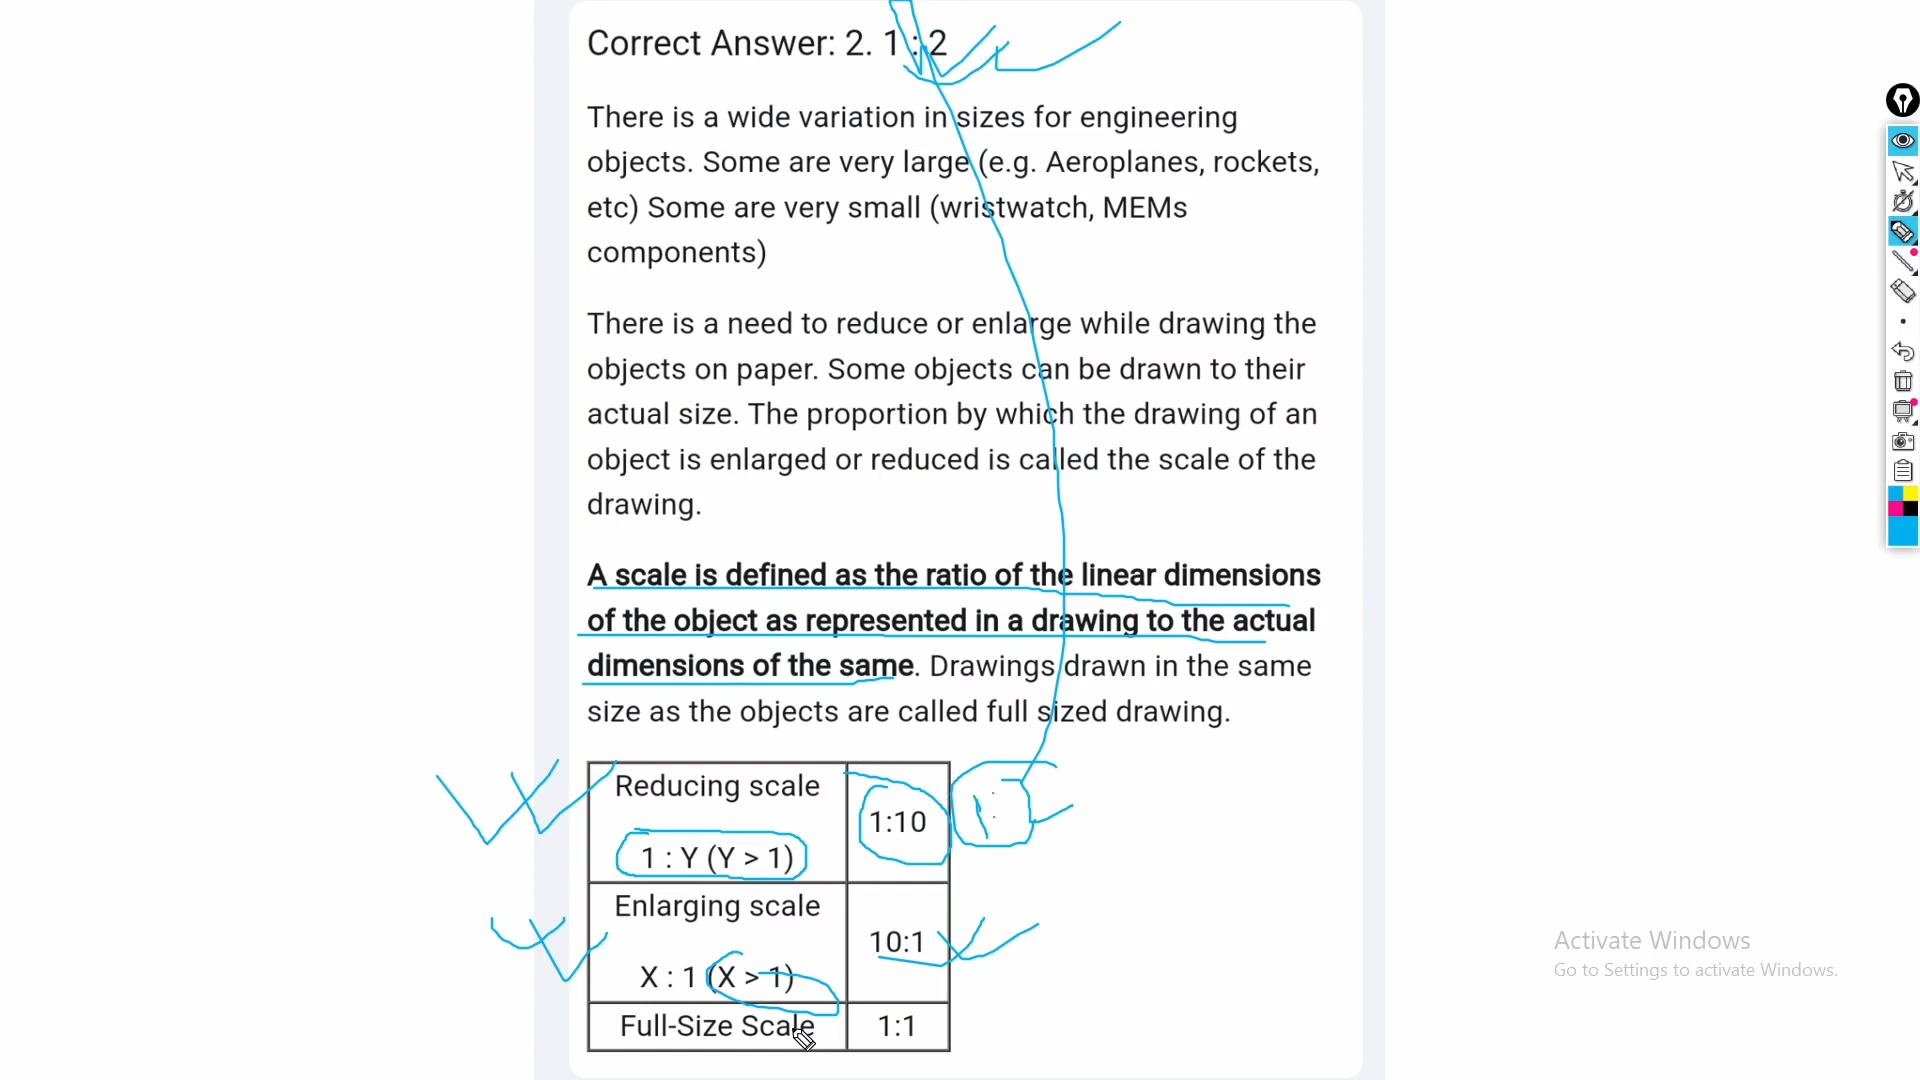 Correct Answer: 2. 1 : 2
There is a wide variation in sizes for engineering
objects. Some are very large (e.g. Aeroplanes, rockets,
etc) Some are very small (wristwatch, MEMs
components)
There is a need to reduce or enlarge while drawing the
objects on paper. Some objects can be drawn to their
actual size. The proportion by which the drawing of an
object is enlarged or reduced is called the scale of the
drawing.
A scale is defined as the ratio of the linear dimensions
of the object as represented in a drawing to the actual
dimensions of the same. Drawings drawn in the same
size as the objects are called full sized drawing.
Reducing scale
1 : Y (Y > 1)
1:10
Enlarging scale
X : 1 (X > 1)
10:1
Full-Size Scale
1:1
Activate Windows
Go to Settings to activate Windows.